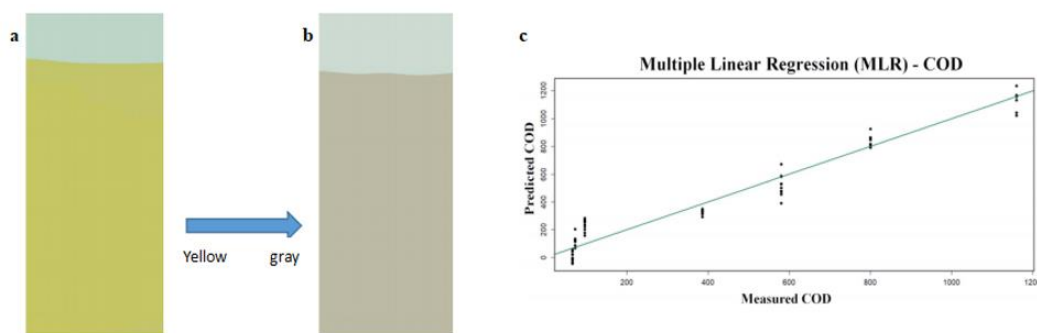 a
b
Yellow gray
c
Multiple Linear Regression (MLR) - COD
Predicted COD
1200
1000
800
600
400
200
0
200 400 600 800 1000 1200
Measured COD